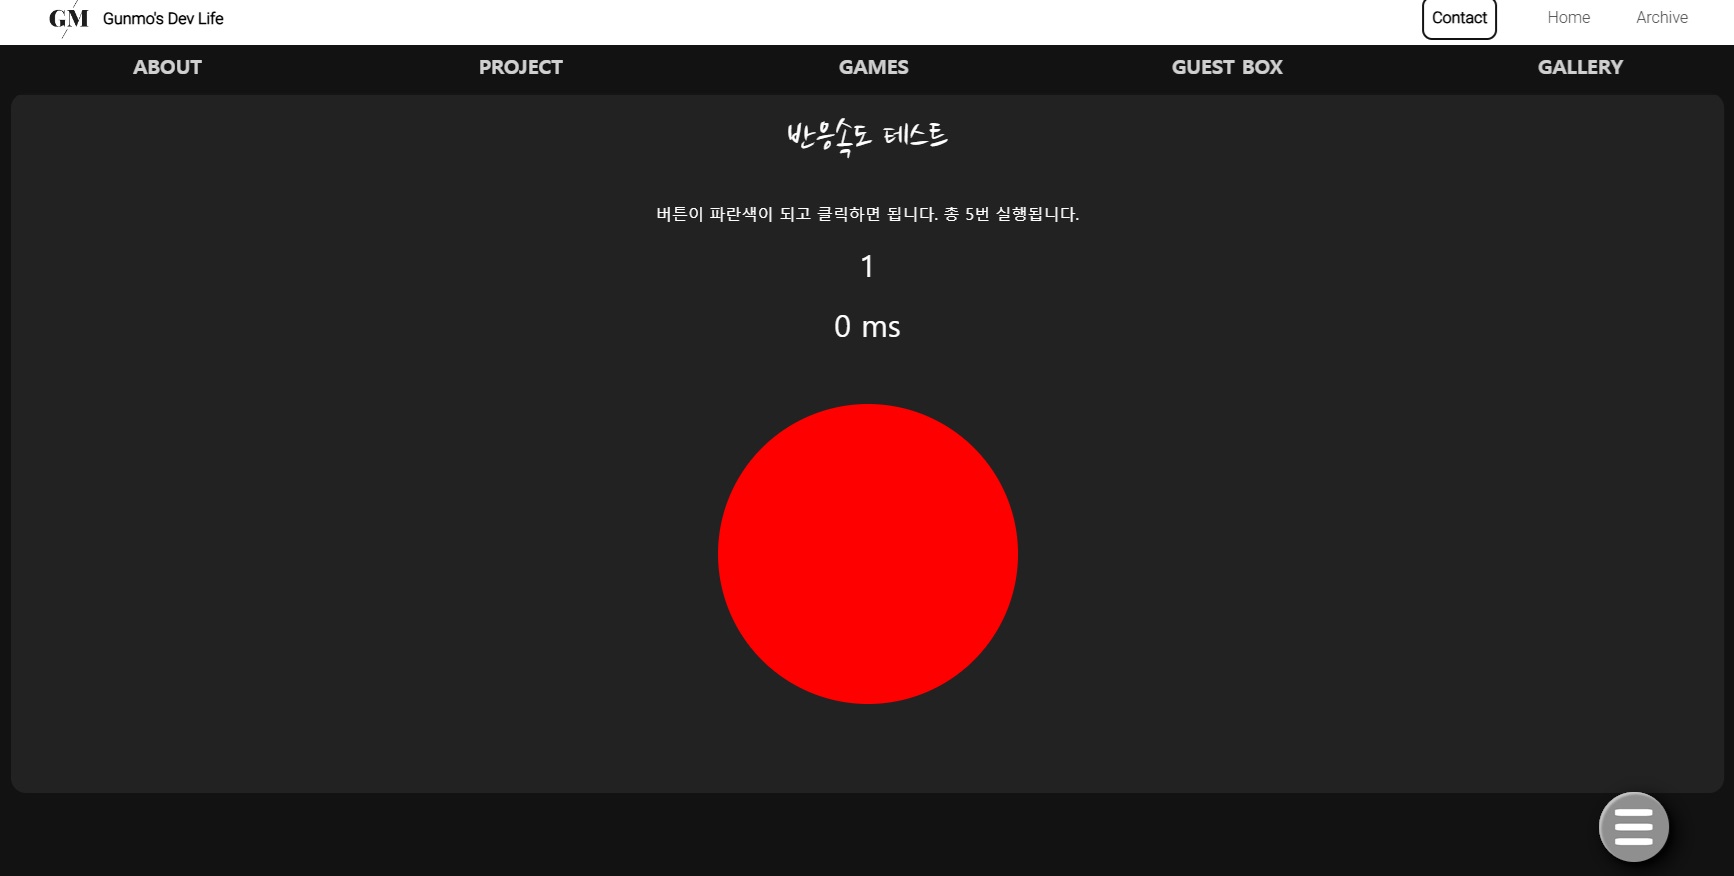 GM Gunmo's Dev Life Contact Home Archive
ABOUT PROJECT GAMES GUEST BOX GALLERY
반응속도 테스트
버튼이 파란색이 되고 클릭하면 됩니다. 총 5번 실행됩니다.
1
0 ms